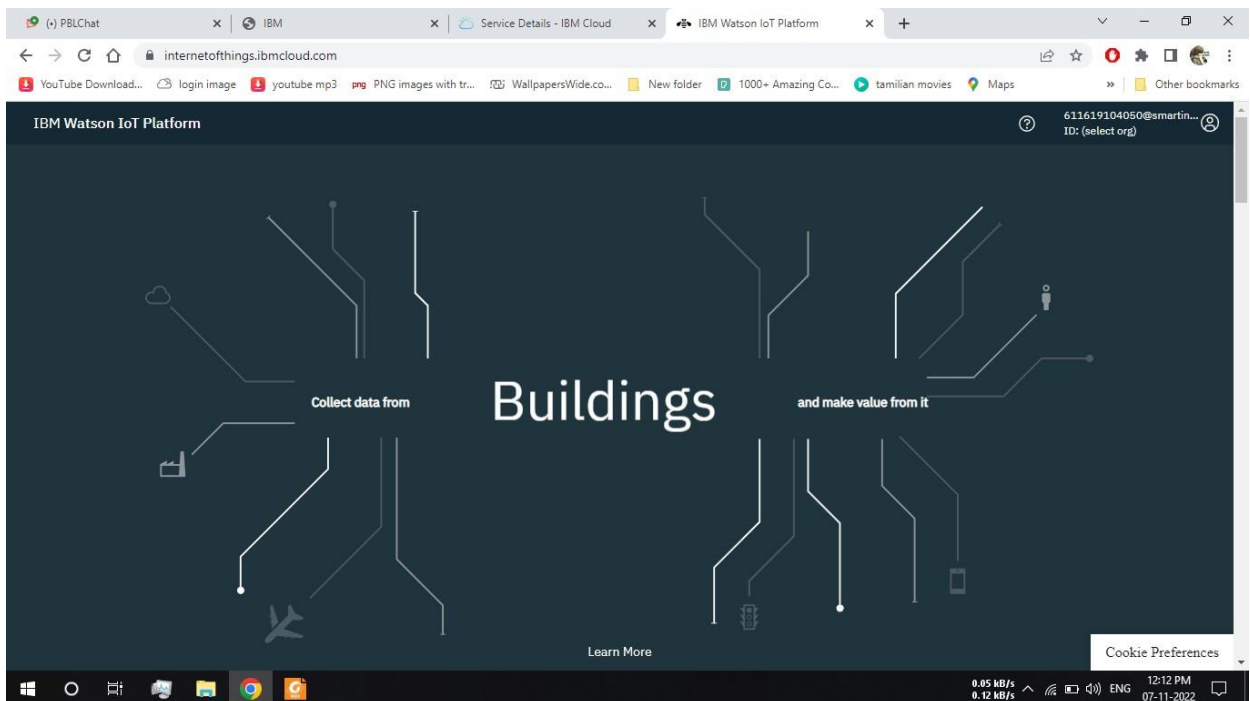 (•) PBLChat
IBM
Service Details - IBM Cloud
IBM Watson IoT Platform
internetofthings.ibmcloud.com
YouTube Download...
login image
youtube mp3
png PNG images with tr...
WallpapersWide.co...
New folder
D 1000+ Amazing Co...
tamilian movies
Maps
»
Other bookmarks
IBM Watson IoT Platform
611619104050@smartin...
ID: (select org)
Collect data from
Buildings
and make value from it
Learn More
Cookie Preferences
0.05 kB/s
0.12 kB/s
ENG
12:12 PM
07-11-2022